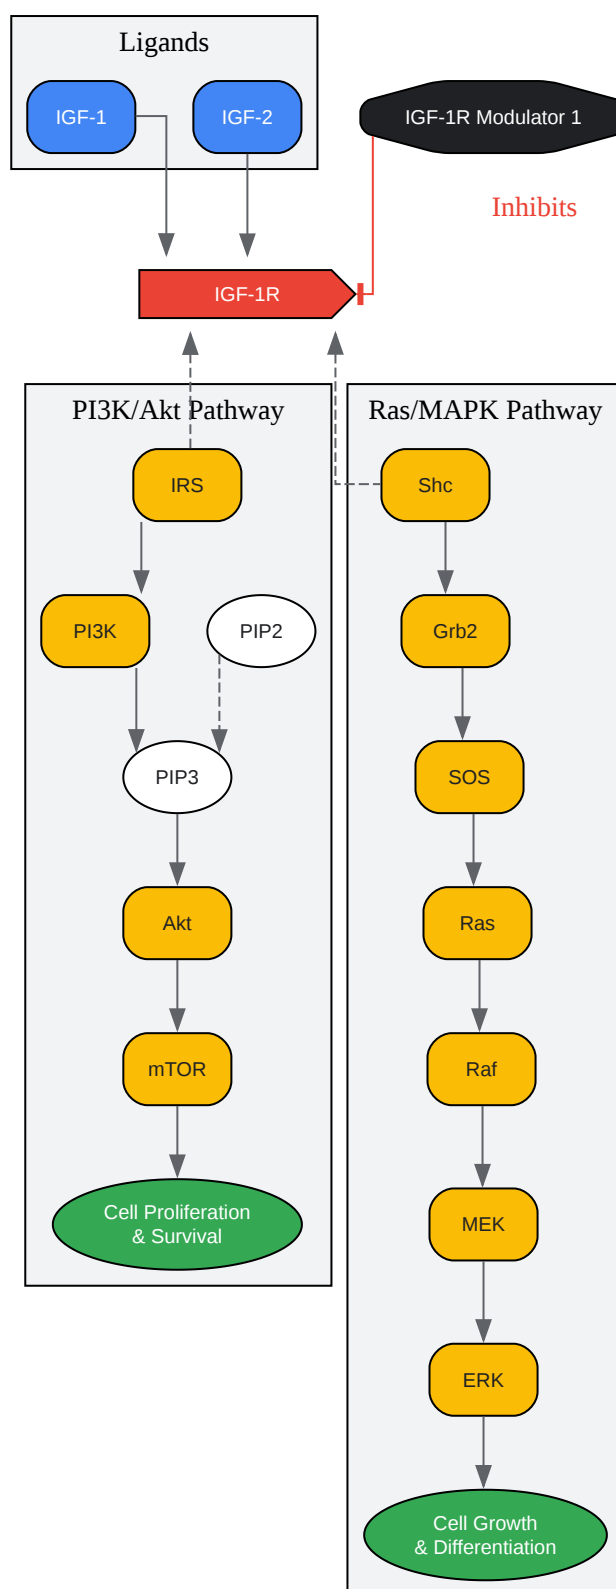 Ligands
IGF-1
IGF-2
IGF-1R Modulator 1
Inhibits
IGF-1R
PI3K/Akt Pathway
Ras/MAPK Pathway
IRS
Shc
PI3K
PIP2
Grb2
PIP3
SOS
Akt
Ras
mTOR
Raf
Cell Proliferation
& Survival
MEK
ERK
Cell Growth
& Differentiation